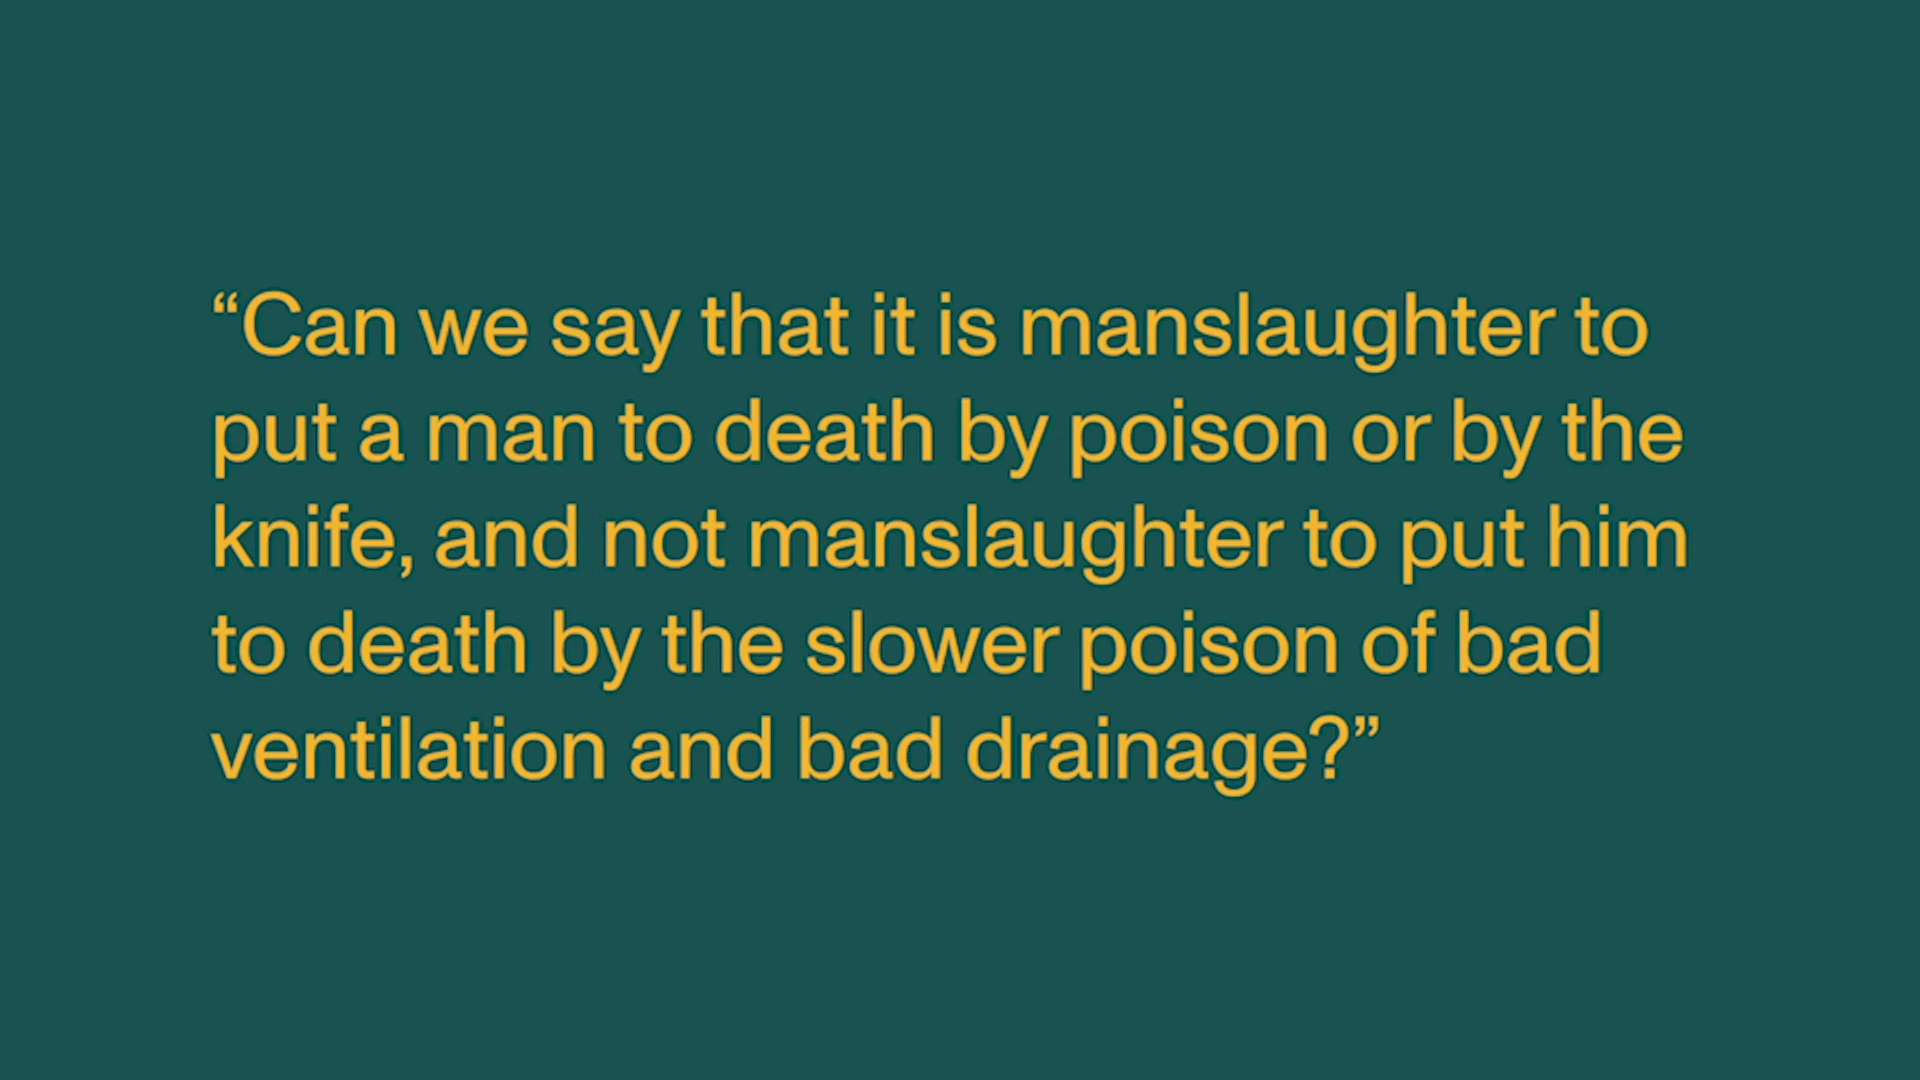 “Can we say that it is manslaughter to
put a man to death by poison or by the
knife, and not manslaughter to put him
to death by the slower poison of bad
ventilation and bad drainage?”